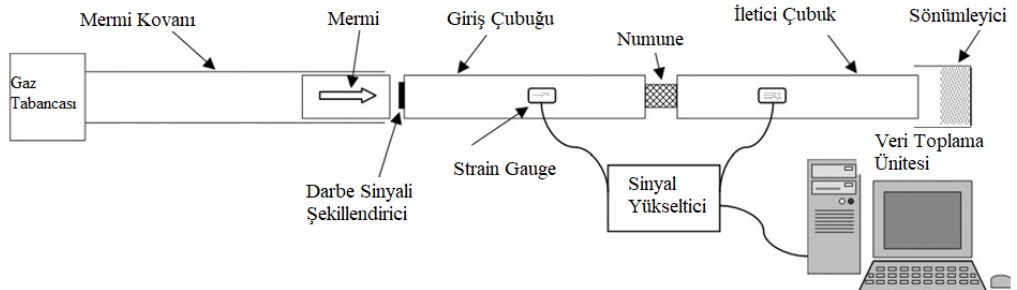 Mermi Kovanı
Mermi
Giriş Çubuğu
Numune
İletici Çubuk
Sönümleyici
Gaz
Tabancası
Darbe Sinyali
Şekillendirici
Strain Gauge
Sinyal
Yükseltici
Veri Toplama
Ünitesi